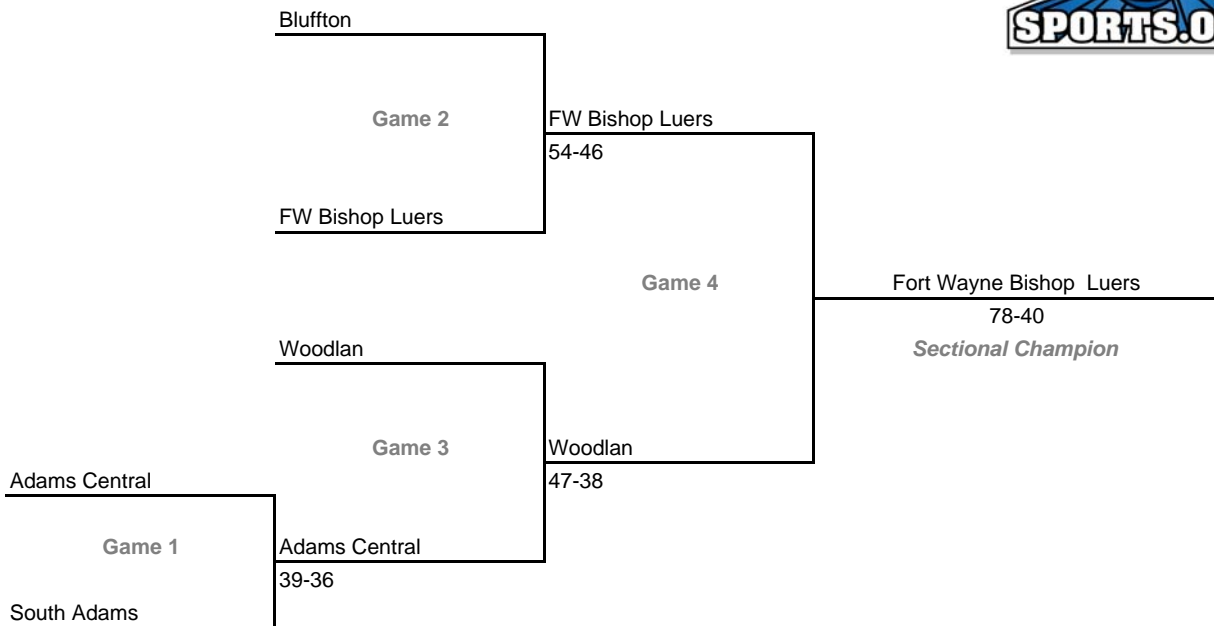 SPORTS.O
Bluffton
Game 2
FW Bishop Luers
54-46
FW Bishop Luers
Game 4
Fort Wayne Bishop  Luers
78-40
Sectional Champion
Woodlan
Game 3
Woodlan
47-38
Adams Central
Game 1
Adams Central
39-36
South Adams